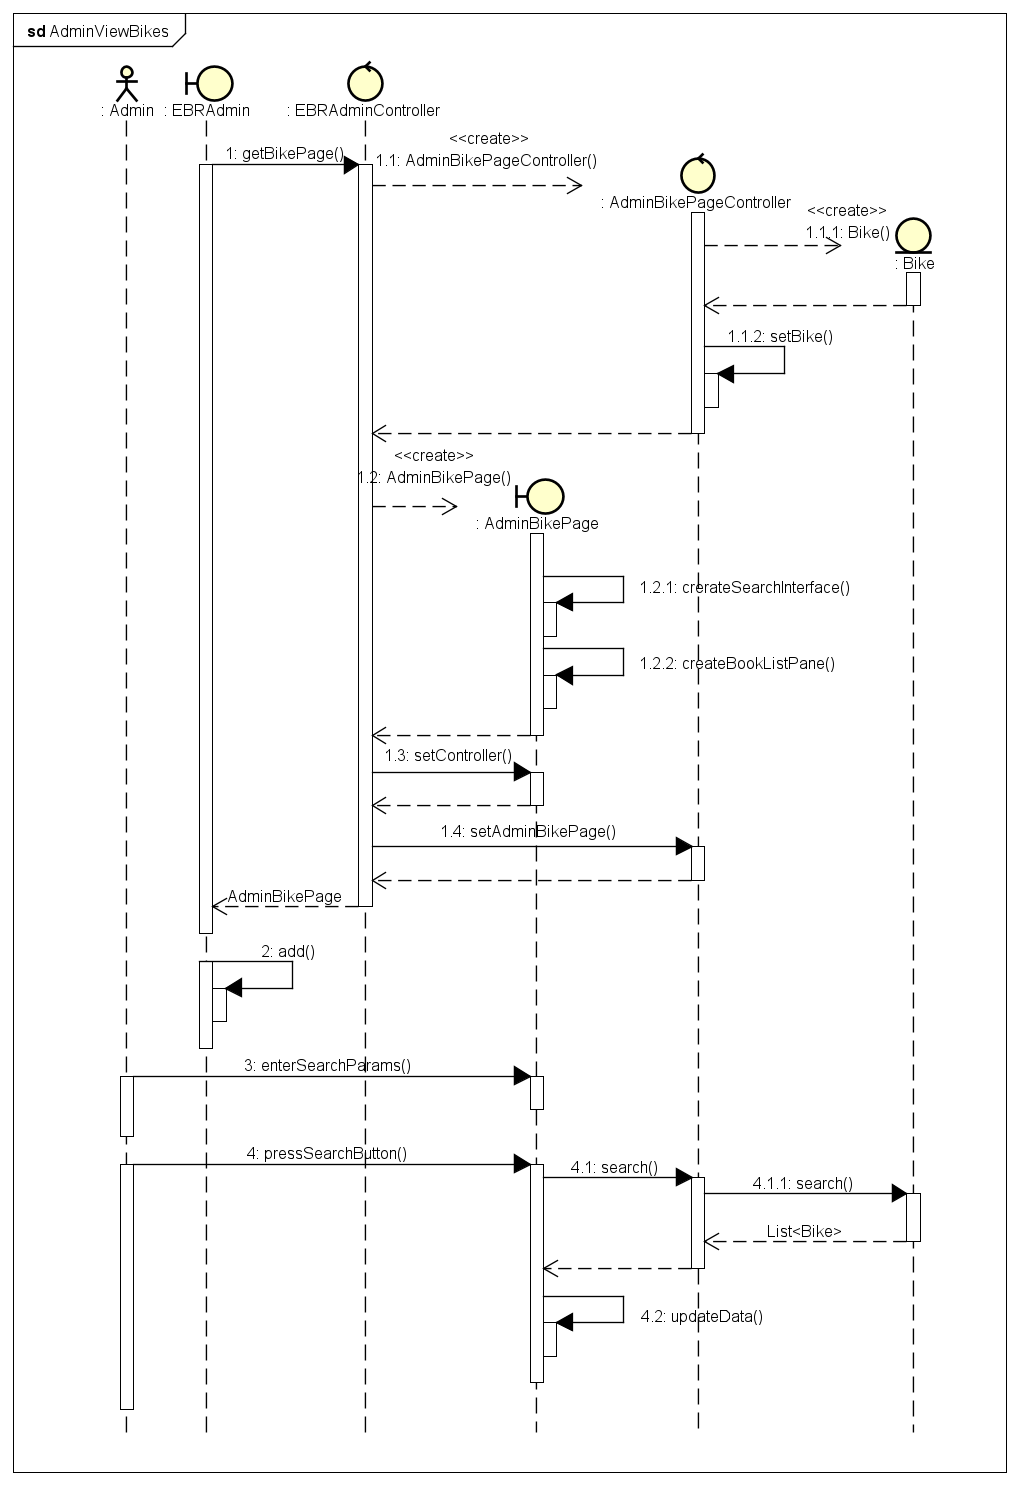 sd AdminViewBikes
: Admin
: EBRAdmin
: EBRAdminController
<<create>>
1: getBikePage()
1.1: AdminBikePageController()
: AdminBikePageController
<<create>>
1.1.1: Bike()
: Bike
1.1.2: setBike()
<<create>>
1.2: AdminBikePage()
: AdminBikePage
1.2.1: crerateSearchInterface()
1.2.2: createBookListPane()
1.3: setController()
1.4: setAdminBikePage()
AdminBikePage
2: add()
3: enterSearchParams()
4: pressSearchButton()
4.1: search()
4.1.1: search()
List<Bike>
4.2: updateData()